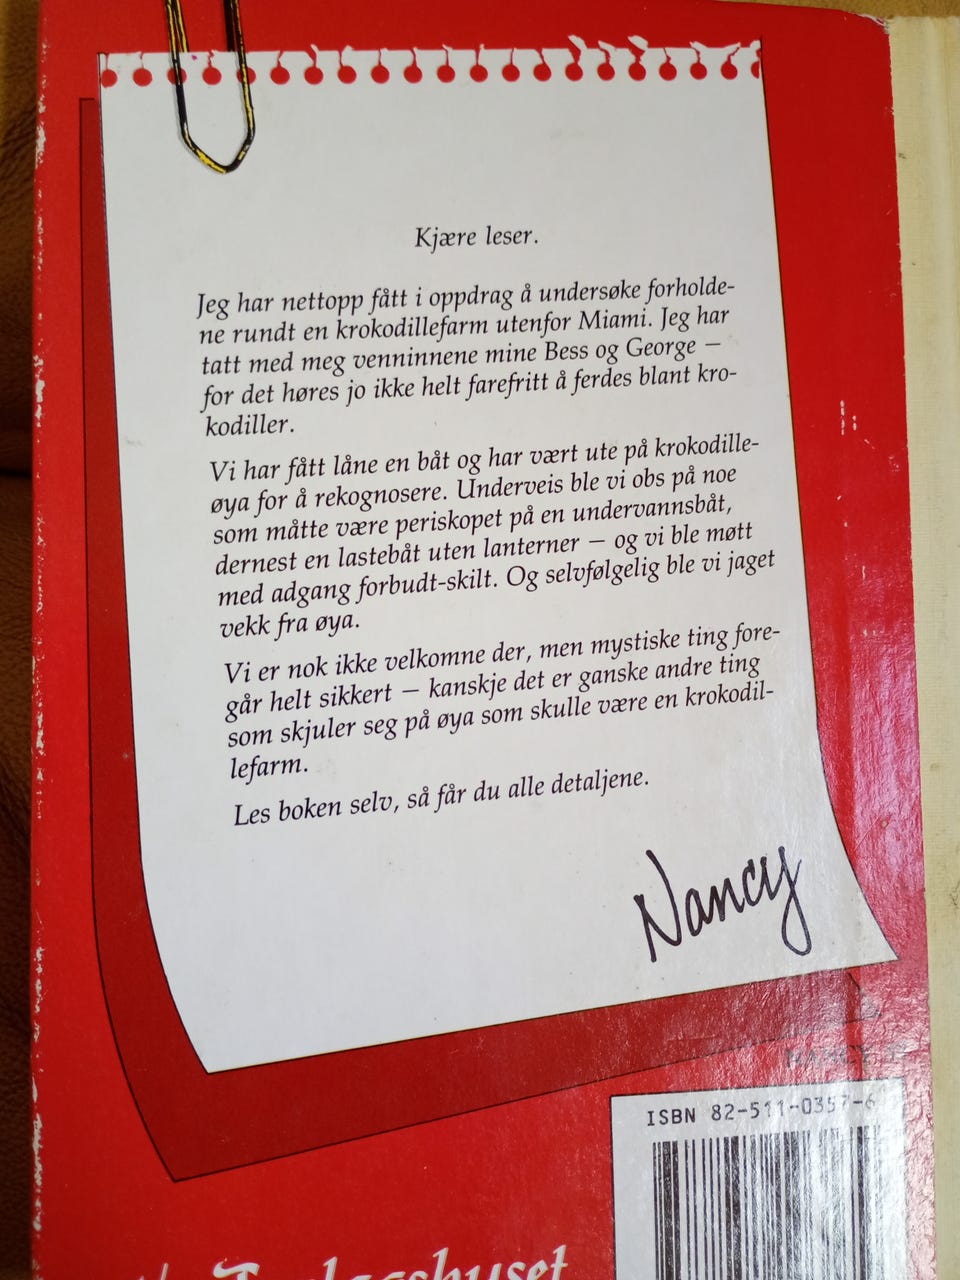 Kjære leser.
Jeg har nettopp fått i oppdrag å undersøke forholde-
ne rundt en krokodillefarm utenfor Miami. Jeg har
tatt med meg venninnene mine Bess og George —
for det høres jo ikke helt farefritt å ferdes blant kro-
kodiller.
Vi har fått låne en båt og har vært ute på krokodille-
øya for å rekognosere. Underveis ble vi obs på noe
som måtte være periskopet på en undervannsbåt,
dernest en lastebåt uten lanterner — og vi ble møtt
med adgang forbudt-skilt. Og selvfølgelig ble vi jaget
vekk fra øya.
Vi er nok ikke velkomne der, men mystiske ting fore-
går helt sikkert — kanskje det er ganske andre ting
som skjuler seg på øya som skulle være en krokodil-
lefarm.
Les boken selv, så får du alle detaljene.
Nancy
NANCY
ISBN 82-511-0357-6